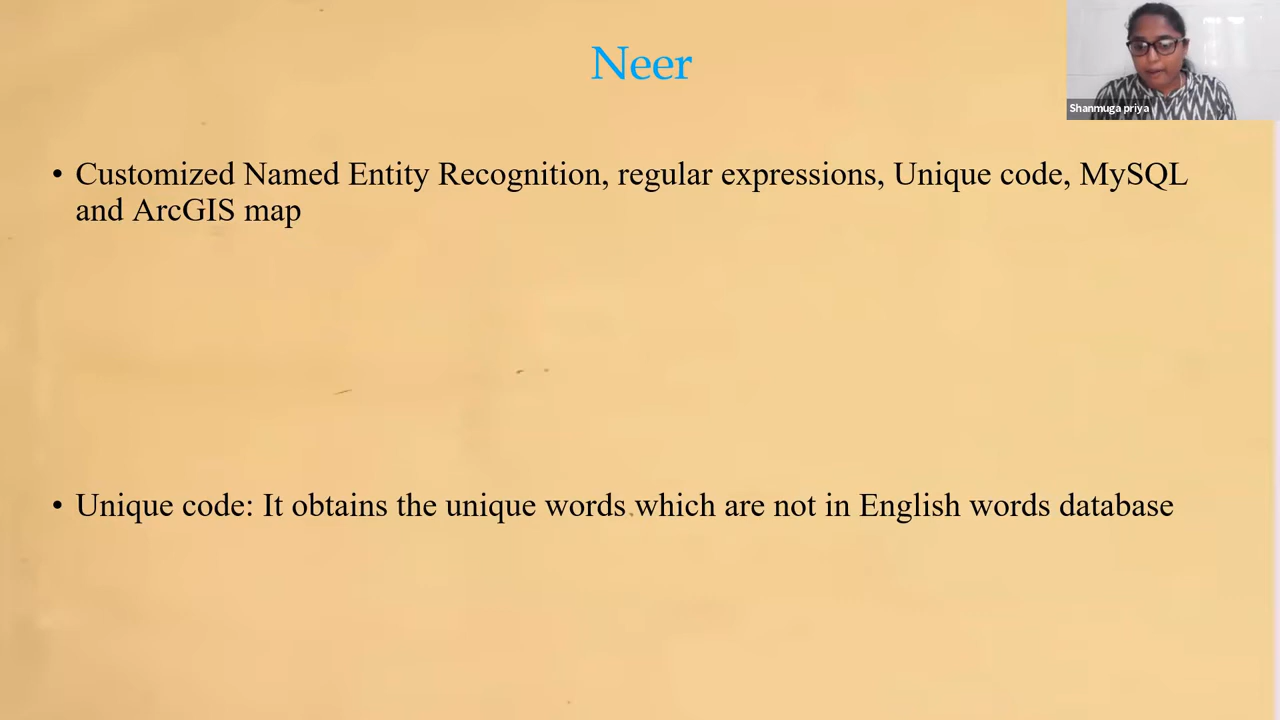 Neer
Shanmuga priya
• Customized Named Entity Recognition, regular expressions, Unique code, MySQL
and ArcGIS map
• Unique code: It obtains the unique words which are not in English words database